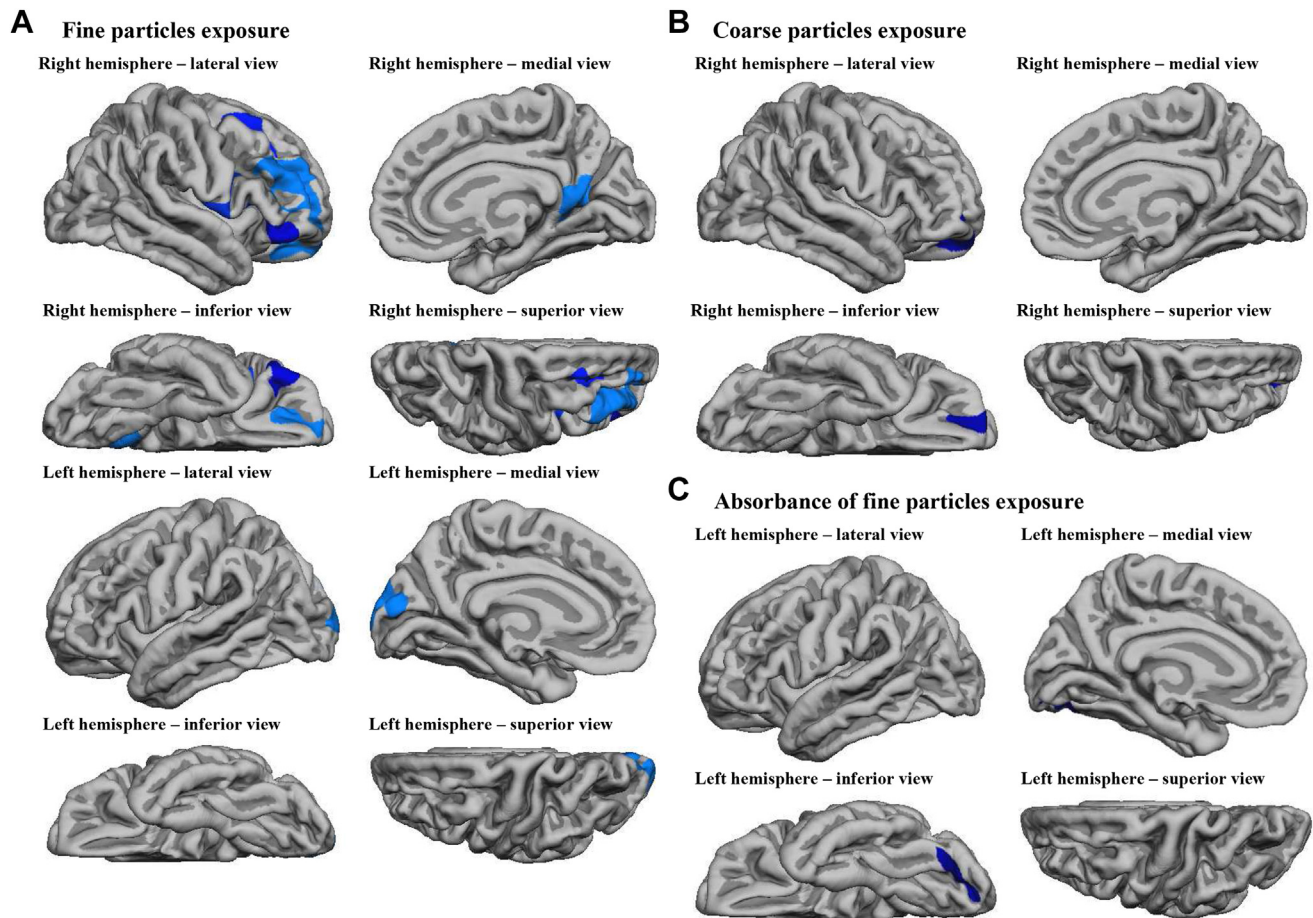 A Fine particles exposure
Right hemisphere – lateral view
Right hemisphere – medial view
Right hemisphere – inferior view
Right hemisphere – superior view
Left hemisphere – lateral view
Left hemisphere – medial view
Left hemisphere – inferior view
Left hemisphere – superior view
B Coarse particles exposure
Right hemisphere – lateral view
Right hemisphere – medial view
Right hemisphere – inferior view
Right hemisphere – superior view
C Absorbance of fine particles exposure
Left hemisphere – lateral view
Left hemisphere – medial view
Left hemisphere – inferior view
Left hemisphere – superior view